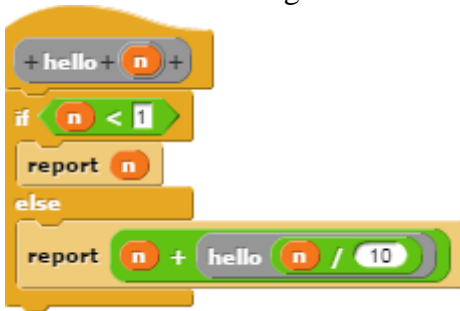 + hello + n +
if n < 1
report n
else
report n + hello n / 10